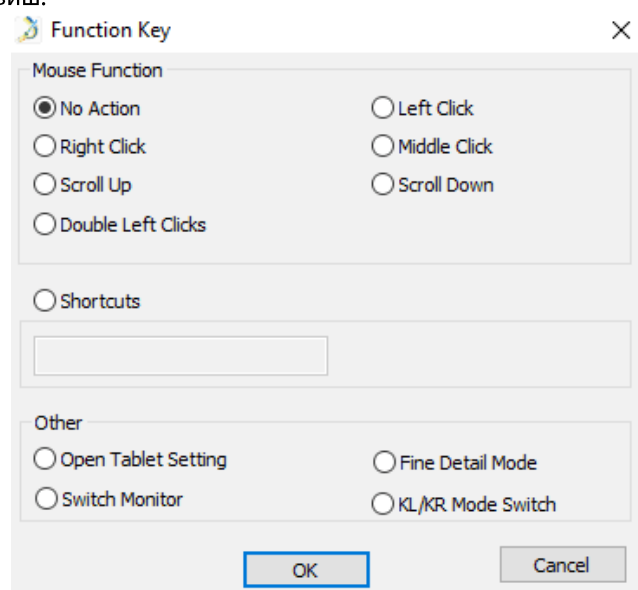 Function Key
Mouse Function
No Action
Left Click
Right Click
Middle Click
Scroll Up
Scroll Down
Double Left Clicks
Shortcuts
Other
Open Tablet Setting
Fine Detail Mode
Switch Monitor
KL/KR Mode Switch
OK
Cancel